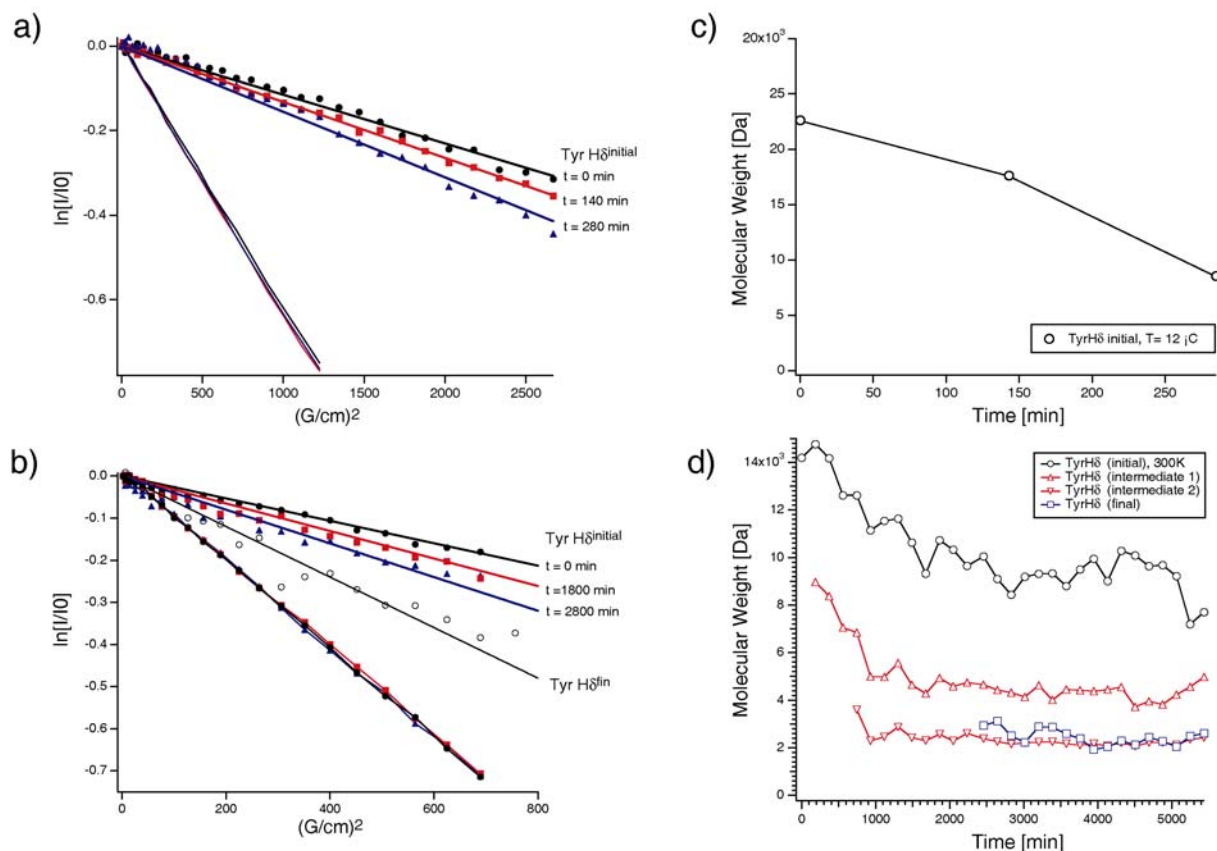 a)
ln[I/I0]
0.0
-0.2
-0.4
-0.6
0
500
1000
1500
2000
2500
(G/cm)2
Tyr Hδinitial
t = 0 min
t = 140 min
t = 280 min
c)
Molecular Weight [Da]
20x103
20
15
10
5
0
0
50
100
150
200
250
Time [min]
TyrHδ initial, T= 12 ¡C
b)
ln[I/I0]
0.0
-0.1
-0.2
-0.3
-0.4
-0.5
-0.6
-0.7
0
200
400
600
800
(G/cm)2
Tyr Hδinitial
t = 0 min
t =1800 min
t = 2800 min
Tyr Hδfin
d)
Molecular Weight [Da]
14x103
12
10
8
6
4
2
0
0
1000
2000
3000
4000
5000
Time [min]
TyrHδ (initial), 300K
TyrHδ (intermediate 1)
TyrHδ (intermediate 2)
TyrHδ (final)